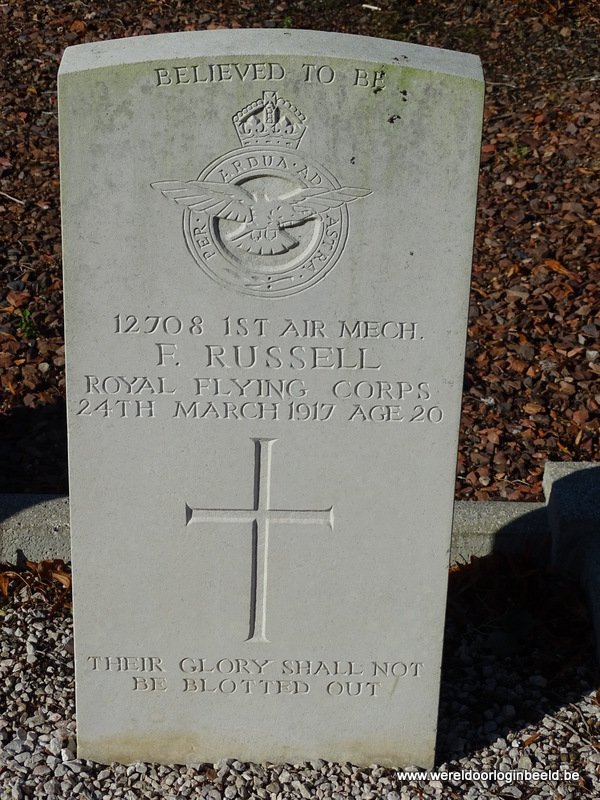 BELIEVED TO BE
PER · ARDUA · AD ASTRA
12708 1ST AIR MECH.
F. RUSSELL
ROYAL FLYING CORPS
24TH MARCH 1917 AGE 20
THEIR GLORY SHALL NOT
BE BLOTTED OUT
www.wereldoorloginbeeld.be